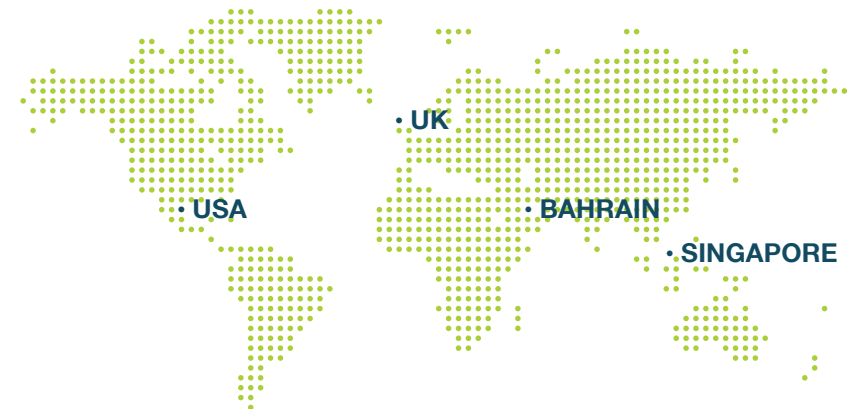 • UK
• USA
• BAHRAIN
• SINGAPORE